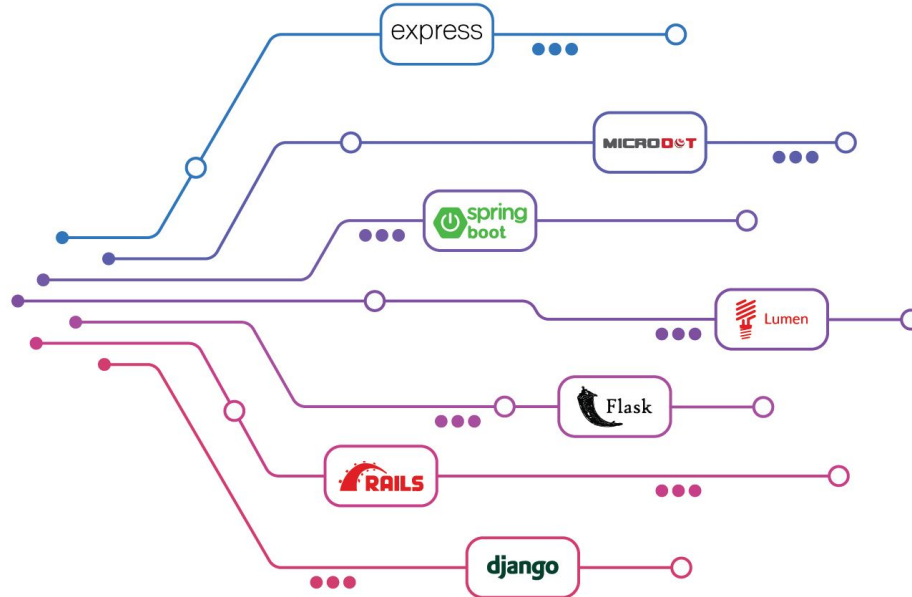 express
MICRODOT
spring
boot
Lumen
Flask
RAILS
django